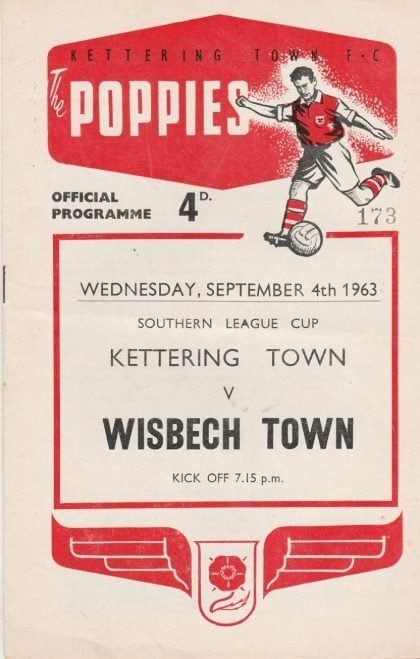 KETTERING TOWN F·C
The
POPPIES
OFFICIAL
PROGRAMME 4D.
173
WEDNESDAY, SEPTEMBER 4th 1963
SOUTHERN LEAGUE CUP
KETTERING TOWN
V
WISBECH TOWN
KICK OFF 7.15 p.m.